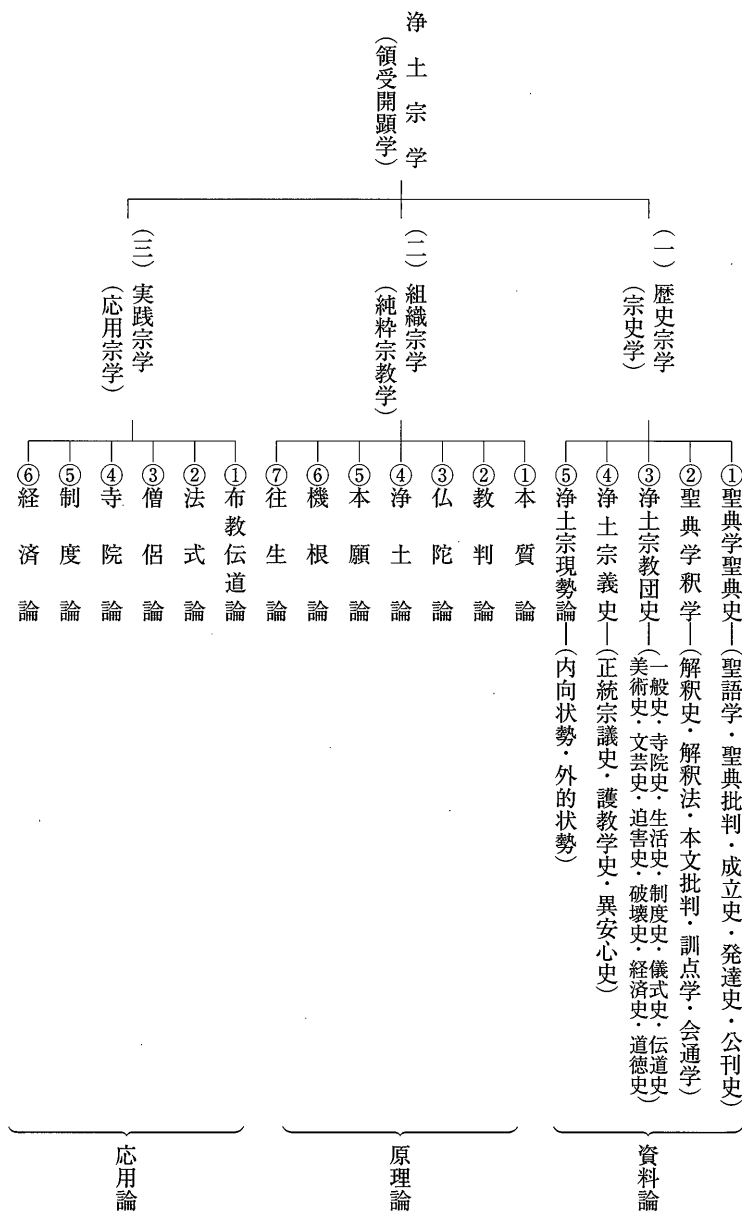 浄土宗学
（領受開顕学）
（一）歴史宗学
（宗史学）
①聖典学聖典史―（聖語学・聖典批判・成立史・発達史・公刊史）
②聖典学釈学―（解釈史・解釈法・本文批判・訓点学・会通学）
③浄土宗教団史―（一般史・寺院史・生活史・制度史・儀式史・伝道史
美術史・文芸史・迫害史・破壊史・経済史・道徳史）
④浄土宗義史―（正統宗議史・護教学史・異安心史）
⑤浄土宗現勢論―（内向状勢・外的状勢）
資料論
（二）組織宗学
（純粋宗教学）
①本質論
②教判論
③仏陀論
④浄土論
⑤本願論
⑥機根論
⑦往生論
原理論
（三）実践宗学
（応用宗学）
①布教伝道論
②法式論
③僧侶論
④寺院論
⑤制度論
⑥経済論
応用論